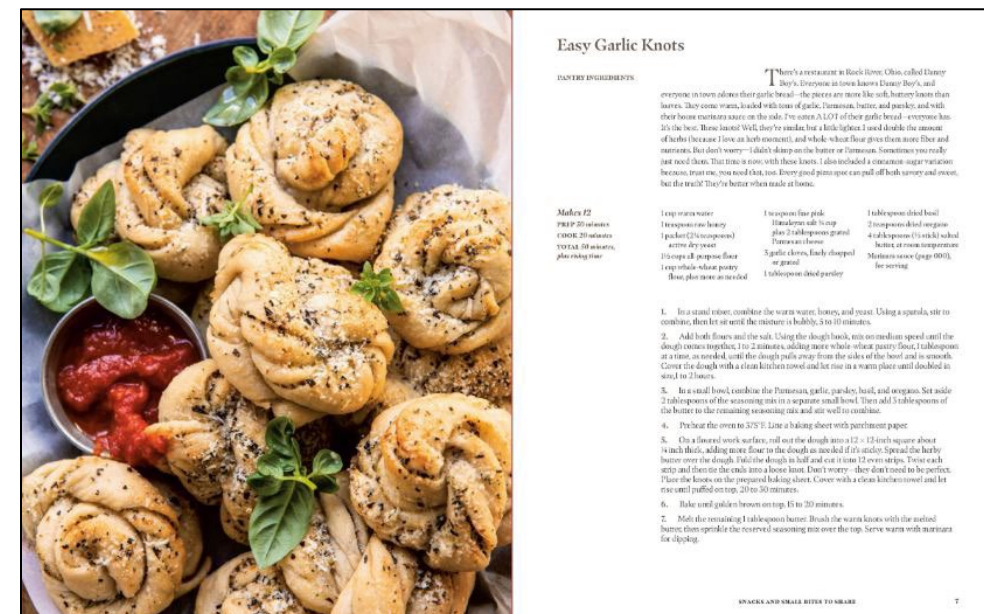 Easy Garlic Knots
PANTRY INGREDIENTS
There's a restaurant in Rock River, Ohio, called Danny
Boy's. Everyone in town knows Danny Boy's, and
everyone in town adores their garlic bread—the pieces are more like soft, buttery knots than
loaves. They come warm, loaded with tons of garlic, Parmesan, butter, and parsley, and with
their house marinara sauce on the side. I've eaten A LOT of their garlic bread—everyone has.
It's the best. These knots? Well, they're similar, but a little lighter. I used double the amount
of herbs (because I love an herb moment), and whole-wheat flour gives them more fiber and
nutrients. But don't worry—I didn't skimp on the butter or Parmesan. Sometimes you really
just need them. That time is now, with these knots. I also included a cinnamon-sugar variation
because, trust me, you need that, too. Every good pizza spot can pull off both savory and sweet,
but the truth? They're better when made at home.
Makes 12
PREP 30 minutes
COOK 20 minutes
TOTAL 50 minutes,
plus rising time
1 cup warm water
1 teaspoon raw honey
1 packet (2¼ teaspoons)
active dry yeast
1½ cups all-purpose flour
1 cup whole-wheat pastry
flour, plus more as needed
1 teaspoon fine pink
Himalayan salt ¼ cup
plus 2 tablespoons grated
Parmesan cheese
3 garlic cloves, finely chopped
or grated
1 tablespoon dried parsley
1 tablespoon dried basil
2 teaspoons dried oregano
4 tablespoons (½ stick) salted
butter, at room temperature
Marinara sauce (page 000),
for serving
1. In a stand mixer, combine the warm water, honey, and yeast. Using a spatula, stir to
combine, then let sit until the mixture is bubbly, 5 to 10 minutes.
2. Add both flours and the salt. Using the dough hook, mix on medium speed until the
dough comes together, 1 to 2 minutes, adding more whole-wheat pastry flour, 1 tablespoon
at a time, as needed, until the dough pulls away from the sides of the bowl and is smooth.
Cover the dough with a clean kitchen towel and let rise in a warm place until doubled in
size,1 to 2 hours.
3. In a small bowl, combine the Parmesan, garlic, parsley, basil, and oregano. Set aside
2 tablespoons of the seasoning mix in a separate small bowl. Then add 3 tablespoons of
the butter to the remaining seasoning mix and stir well to combine.
4. Preheat the oven to 375°F. Line a baking sheet with parchment paper.
5. On a floured work surface, roll out the dough into a 12 × 12-inch square about
¼ inch thick, adding more flour to the dough as needed if it's sticky. Spread the herby
butter over the dough. Fold the dough in half and cut it into 12 even strips. Twist each
strip and then tie the ends into a loose knot. Don't worry—they don't need to be perfect.
Place the knots on the prepared baking sheet. Cover with a clean kitchen towel and let
rise until puffed on top, 20 to 30 minutes.
6. Bake until golden brown on top, 15 to 20 minutes.
7. Melt the remaining 1 tablespoon butter. Brush the warm knots with the melted
butter, then sprinkle the reserved seasoning mix over the top. Serve warm with marinara
for dipping.
SNACKS AND SMALL BITES TO SHARE 7